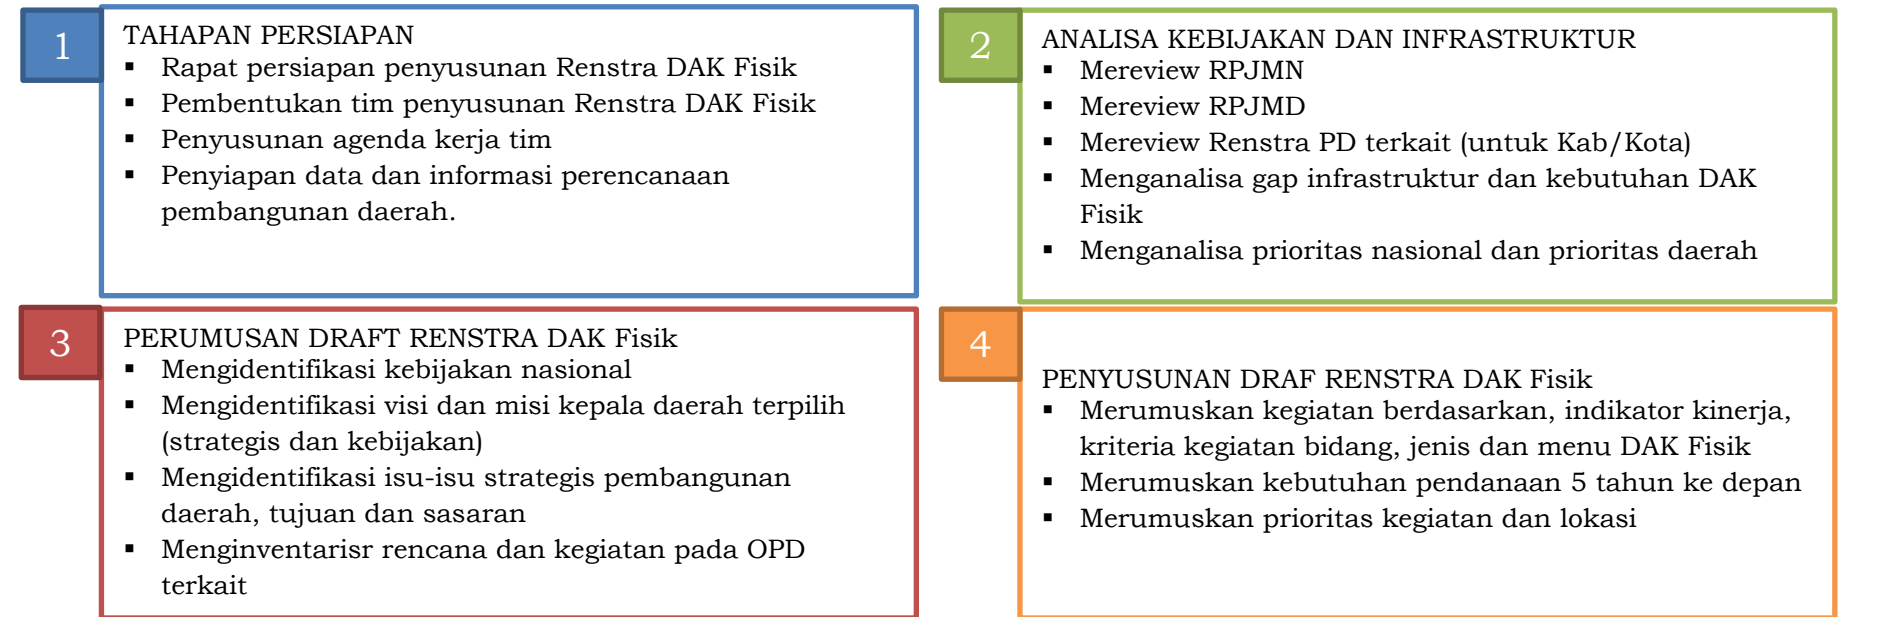 1
TAHAPAN PERSIAPAN
▪ Rapat persiapan penyusunan Renstra DAK Fisik
▪ Pembentukan tim penyusunan Renstra DAK Fisik
▪ Penyusunan agenda kerja tim
▪ Penyiapan data dan informasi perencanaan
pembangunan daerah.
2
ANALISA KEBIJAKAN DAN INFRASTRUKTUR
▪ Mereview RPJMN
▪ Mereview RPJMD
▪ Mereview Renstra PD terkait (untuk Kab/Kota)
▪ Menganalisa gap infrastruktur dan kebutuhan DAK
Fisik
▪ Menganalisa prioritas nasional dan prioritas daerah
3
PERUMUSAN DRAFT RENSTRA DAK Fisik
▪ Mengidentifikasi kebijakan nasional
▪ Mengidentifikasi visi dan misi kepala daerah terpilih
(strategis dan kebijakan)
▪ Mengidentifikasi isu-isu strategis pembangunan
daerah, tujuan dan sasaran
▪ Menginventarisr rencana dan kegiatan pada OPD
terkait
4
PENYUSUNAN DRAF RENSTRA DAK Fisik
▪ Merumuskan kegiatan berdasarkan, indikator kinerja,
kriteria kegiatan bidang, jenis dan menu DAK Fisik
▪ Merumuskan kebutuhan pendanaan 5 tahun ke depan
▪ Merumuskan prioritas kegiatan dan lokasi